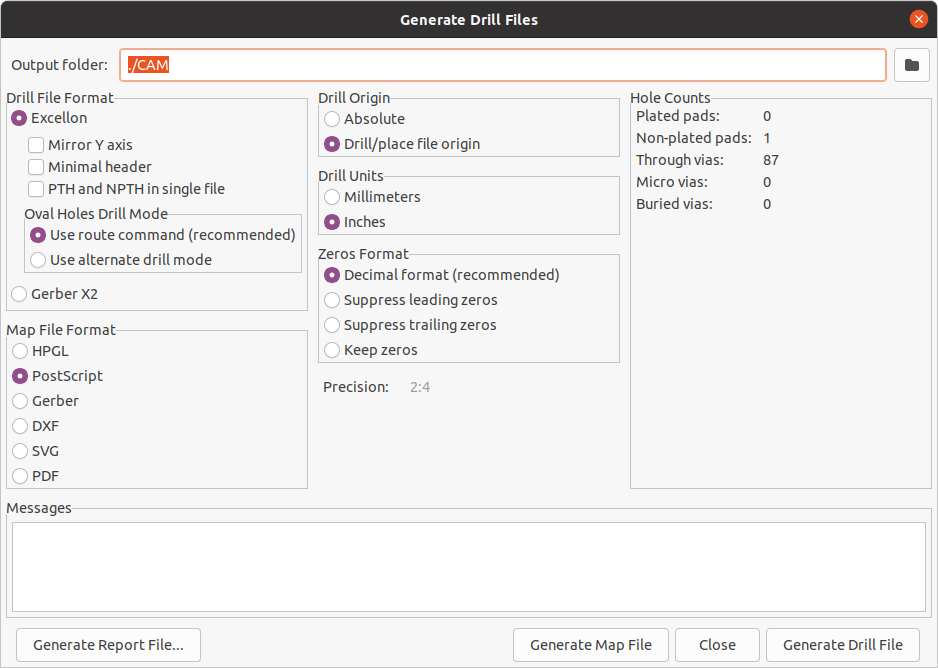 Generate Drill Files
Output folder: ./CAM
Drill File Format
Excellon
Mirror Y axis
Minimal header
PTH and NPTH in single file
Oval Holes Drill Mode
Use route command (recommended)
Use alternate drill mode
Gerber X2
Map File Format
HPGL
PostScript
Gerber
DXF
SVG
PDF
Drill Origin
Absolute
Drill/place file origin
Drill Units
Millimeters
Inches
Zeros Format
Decimal format (recommended)
Suppress leading zeros
Suppress trailing zeros
Keep zeros
Precision: 2:4
Hole Counts
Plated pads: 0
Non-plated pads: 1
Through vias: 87
Micro vias: 0
Buried vias: 0
Messages
Generate Report File... Generate Map File Close Generate Drill File